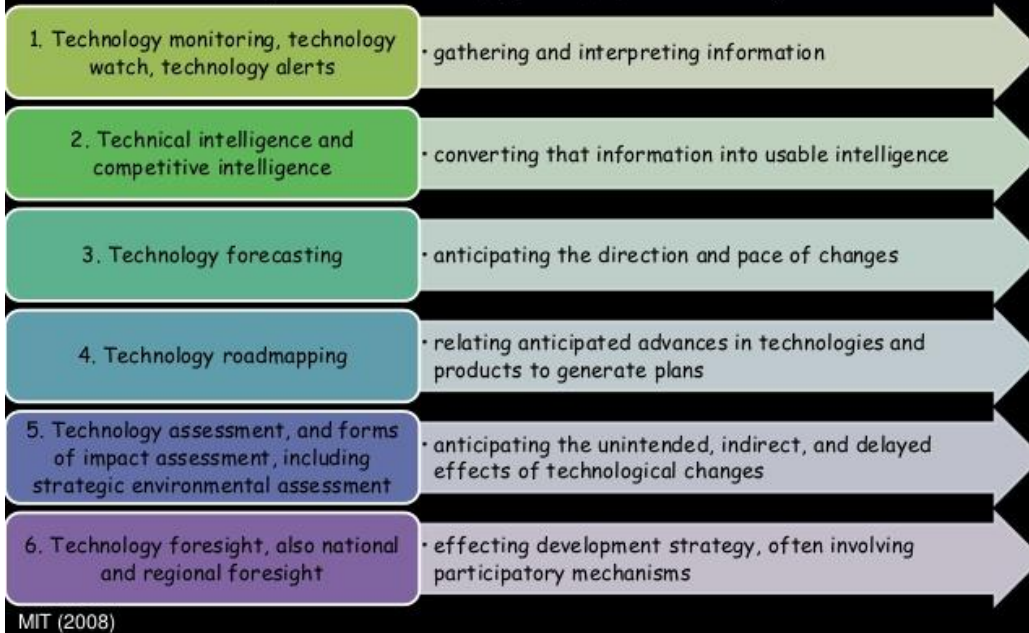 1. Technology monitoring, technology
watch, technology alerts
· gathering and interpreting information
2. Technical intelligence and
competitive intelligence
· converting that information into usable intelligence
3. Technology forecasting
· anticipating the direction and pace of changes
4. Technology roadmapping
· relating anticipated advances in technologies and
products to generate plans
5. Technology assessment, and forms
of impact assessment, including
strategic environmental assessment
· anticipating the unintended, indirect, and delayed
effects of technological changes
6. Technology foresight, also national
and regional foresight
· effecting development strategy, often involving
participatory mechanisms
MIT (2008)